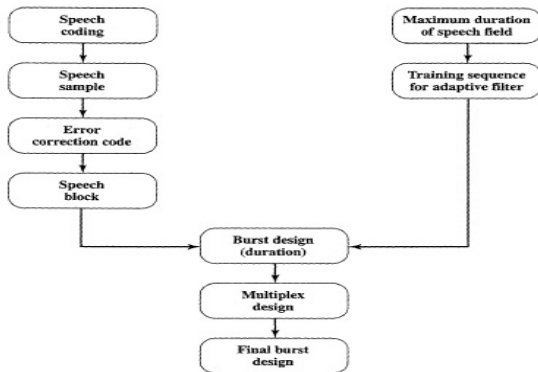 Speech
coding
Speech
sample
Error
correction code
Speech
block
Maximum duration
of speech field
Training sequence
for adaptive filter
Burst design
(duration)
Multiplex
design
Final burst
design